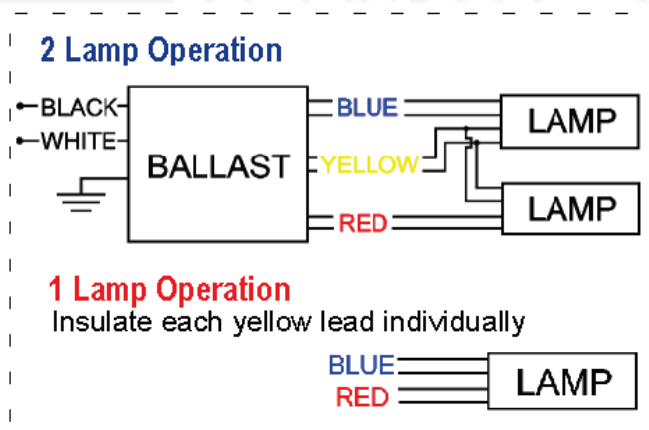 2 Lamp Operation
BLACK
BLUE
LAMP
WHITE
BALLAST
YELLOW
LAMP
RED
1 Lamp Operation
Insulate each yellow lead individually
BLUE
RED
LAMP